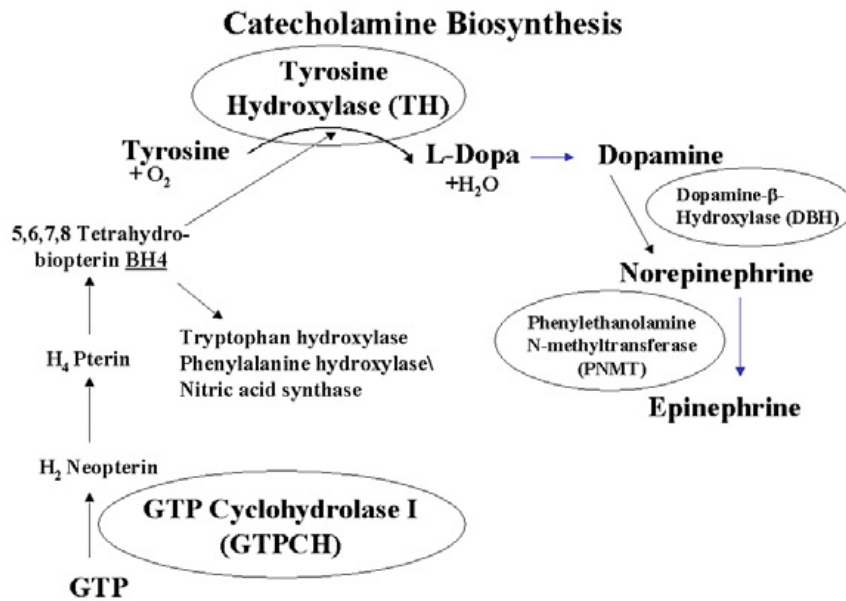 Catecholamine Biosynthesis
Tyrosine
Hydroxylase (TH)
Tyrosine
+ O₂
L-Dopa
+H₂O
Dopamine
Dopamine-β-
Hydroxylase (DBH)
5,6,7,8 Tetrahydro-
biopterin BH4
Norepinephrine
Phenylethanolamine
N-methyltransferase
(PNMT)
Tryptophan hydroxylase
Phenylalanine hydroxylase\
Nitric acid synthase
H₄ Pterin
Epinephrine
H₂ Neopterin
GTP Cyclohydrolase I
(GTPCH)
GTP